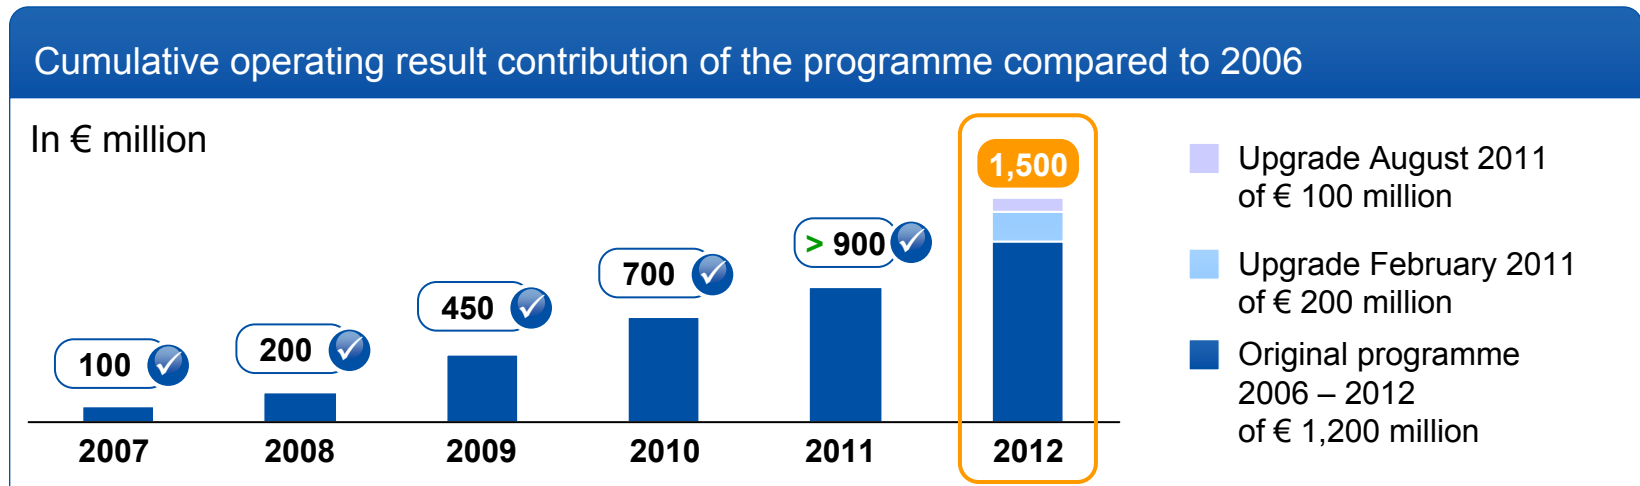 Cumulative operating result contribution of the programme compared to 2006
In € million
100
200
450
700
> 900
1,500
2007
2008
2009
2010
2011
2012
Upgrade August 2011
of € 100 million
Upgrade February 2011
of € 200 million
Original programme
2006 – 2012
of € 1,200 million